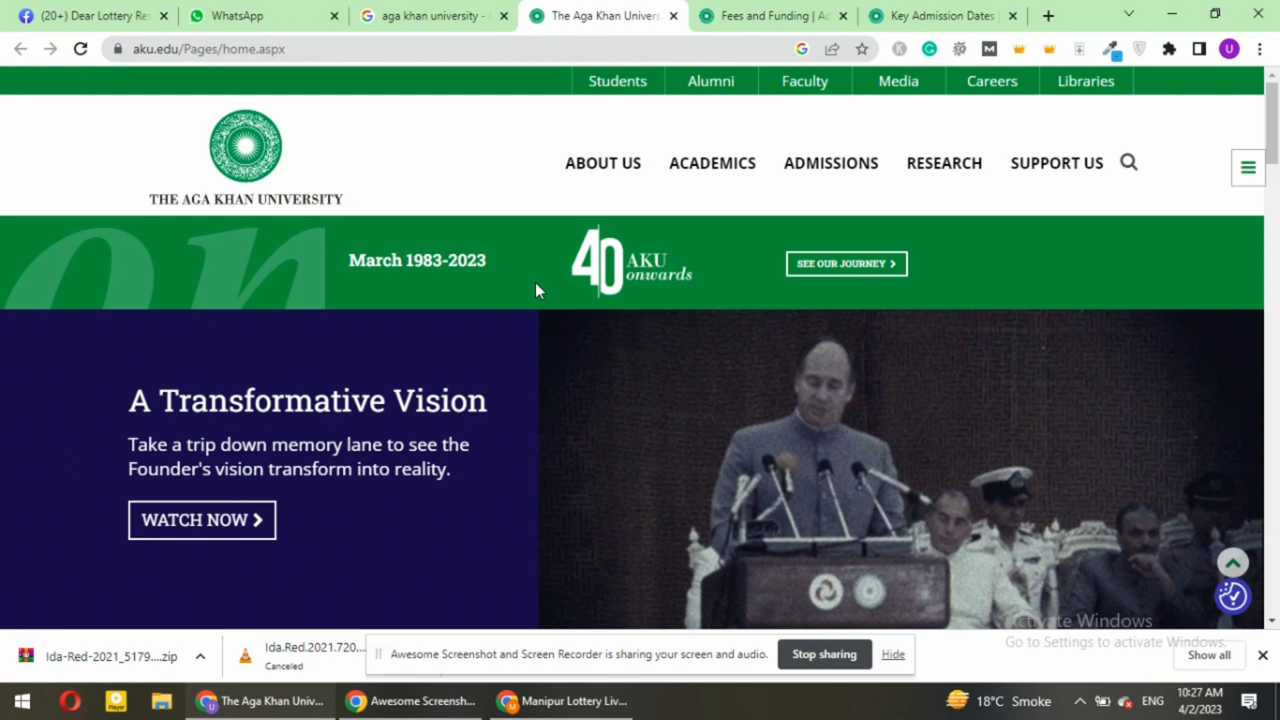 (20+) Dear Lottery Re
WhatsApp
aga khan university -
The Aga Khan Univers
Fees and Funding | A
Key Admission Dates
aku.edu/Pages/home.aspx
U
Students
Alumni
Faculty
Media
Careers
Libraries
THE AGA KHAN UNIVERSITY
ABOUT US
ACADEMICS
ADMISSIONS
RESEARCH
SUPPORT US
on
March 1983-2023
40 AKU
onwards
SEE OUR JOURNEY
A Transformative Vision
Take a trip down memory lane to see the
Founder's vision transform into reality.
WATCH NOW
Activate Windows
Go to Settings to activate Windows.
Ida-Red-2021_5179....zip
Ida.Red.2021.720...
Canceled
Awesome Screenshot and Screen Recorder is sharing your screen and audio.
Stop sharing
Hide
Show all
The Aga Khan Univ...
Awesome Screensh...
Manipur Lottery Liv...
18°C Smoke
ENG
10:27 AM
4/2/2023